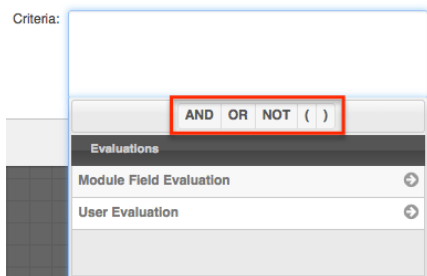 Criteria:
AND OR NOT ( )
Evaluations
Module Field Evaluation
User Evaluation